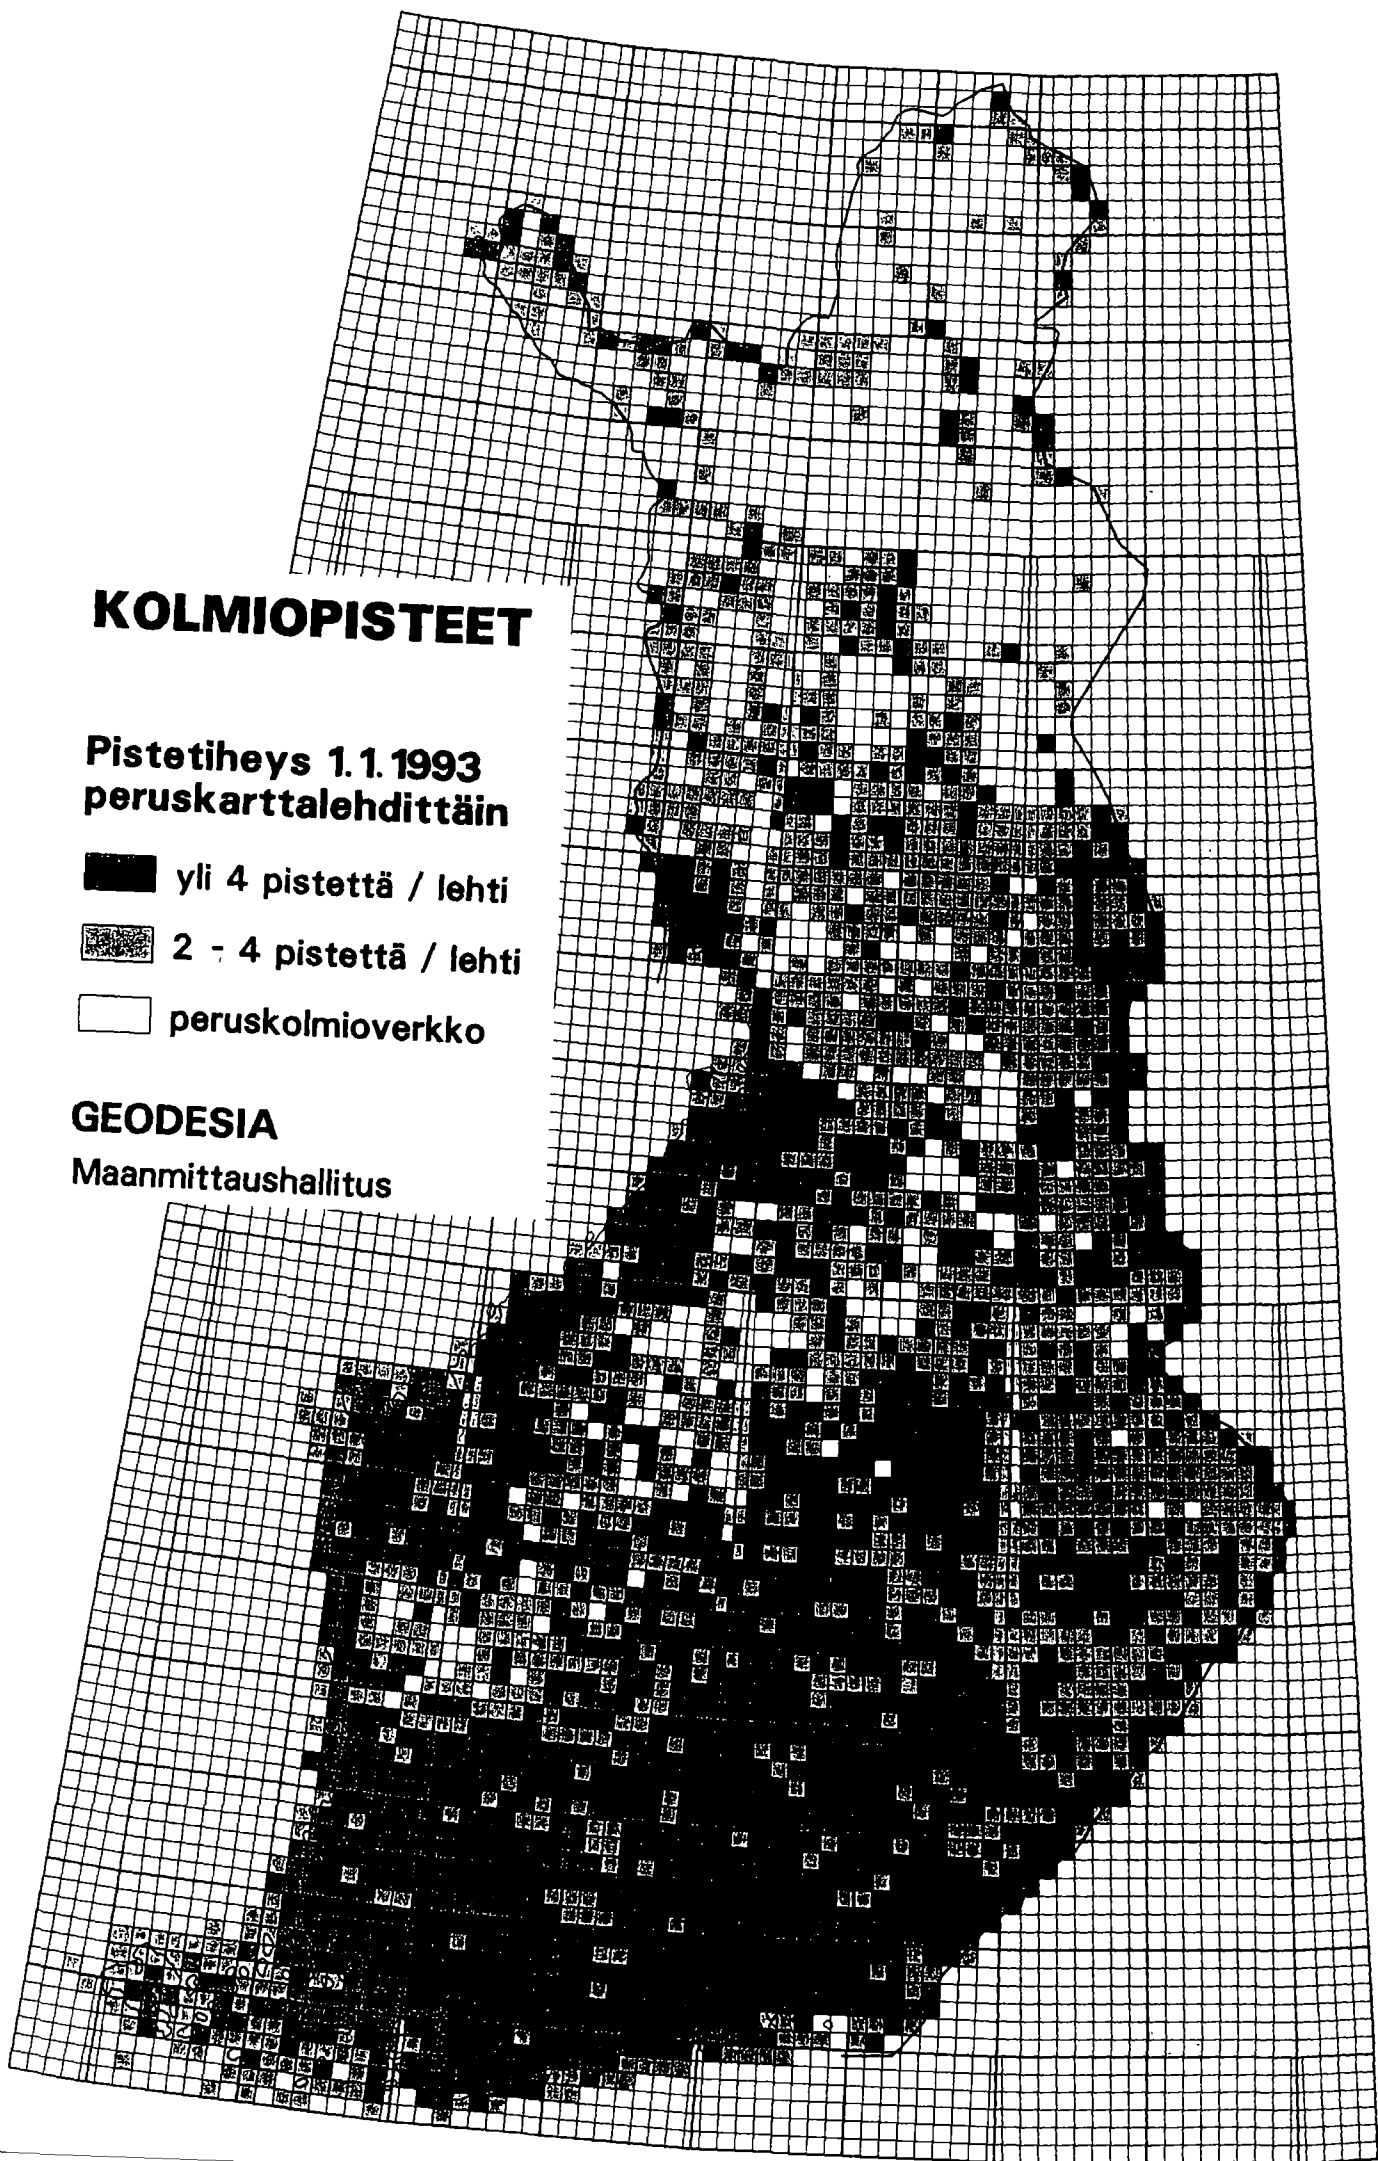 KOLMIOPISTEET
Pistetiheys 1.1.1993
peruskarttalehdittäin
yli 4 pistettä / lehti
2 - 4 pistettä / lehti
peruskolmioverkko
GEODESIA
Maanmittaushallitus